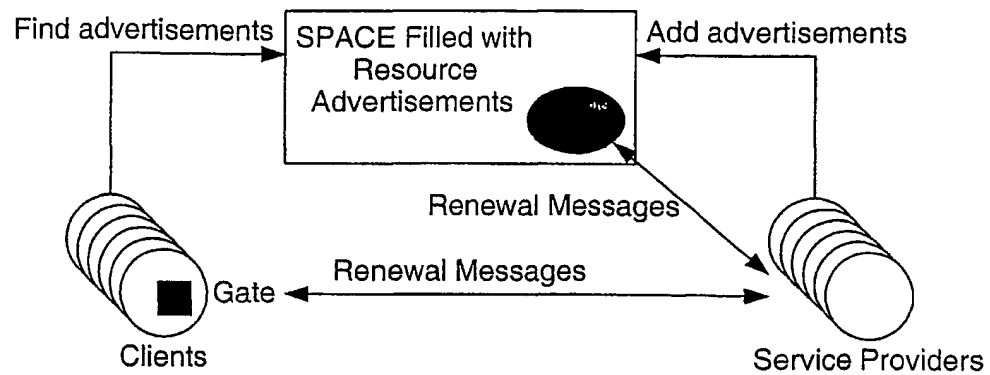 Find advertisements
SPACE Filled with
Resource
Advertisements
Add advertisements
Renewal Messages
Renewal Messages
Gate
Clients
Service Providers